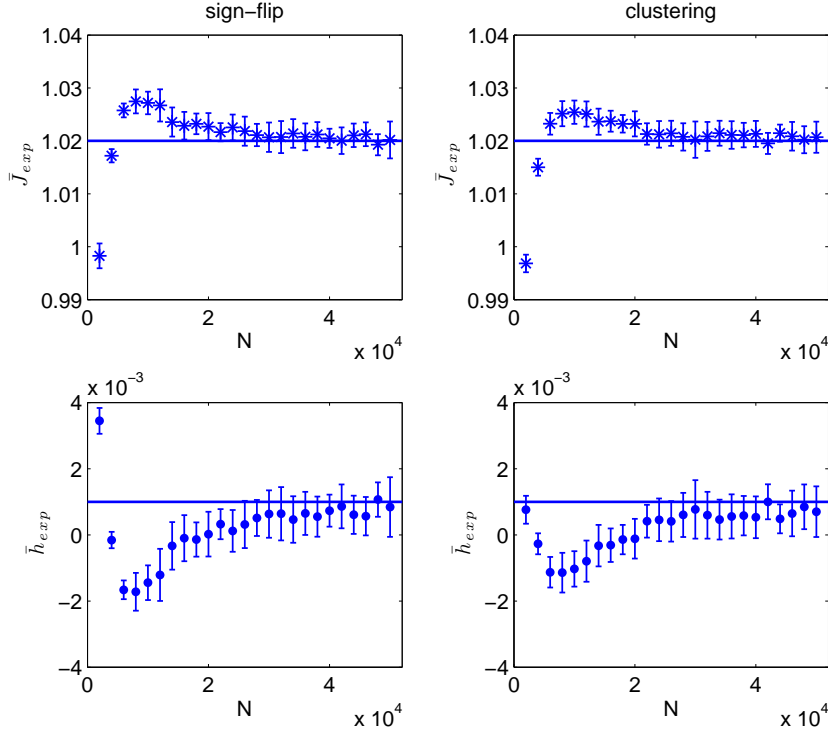 sign−flip
clustering
1.04
1.03
1.02
1.01
1
0.99
J̄exp
0
2
4
N
x 10^4
1.04
1.03
1.02
1.01
1
0.99
J̄exp
0
2
4
N
x 10^4
x 10^−3
4
2
0
−2
−4
h̄exp
0
2
4
N
x 10^4
x 10^−3
4
2
0
−2
−4
h̄exp
0
2
4
N
x 10^4